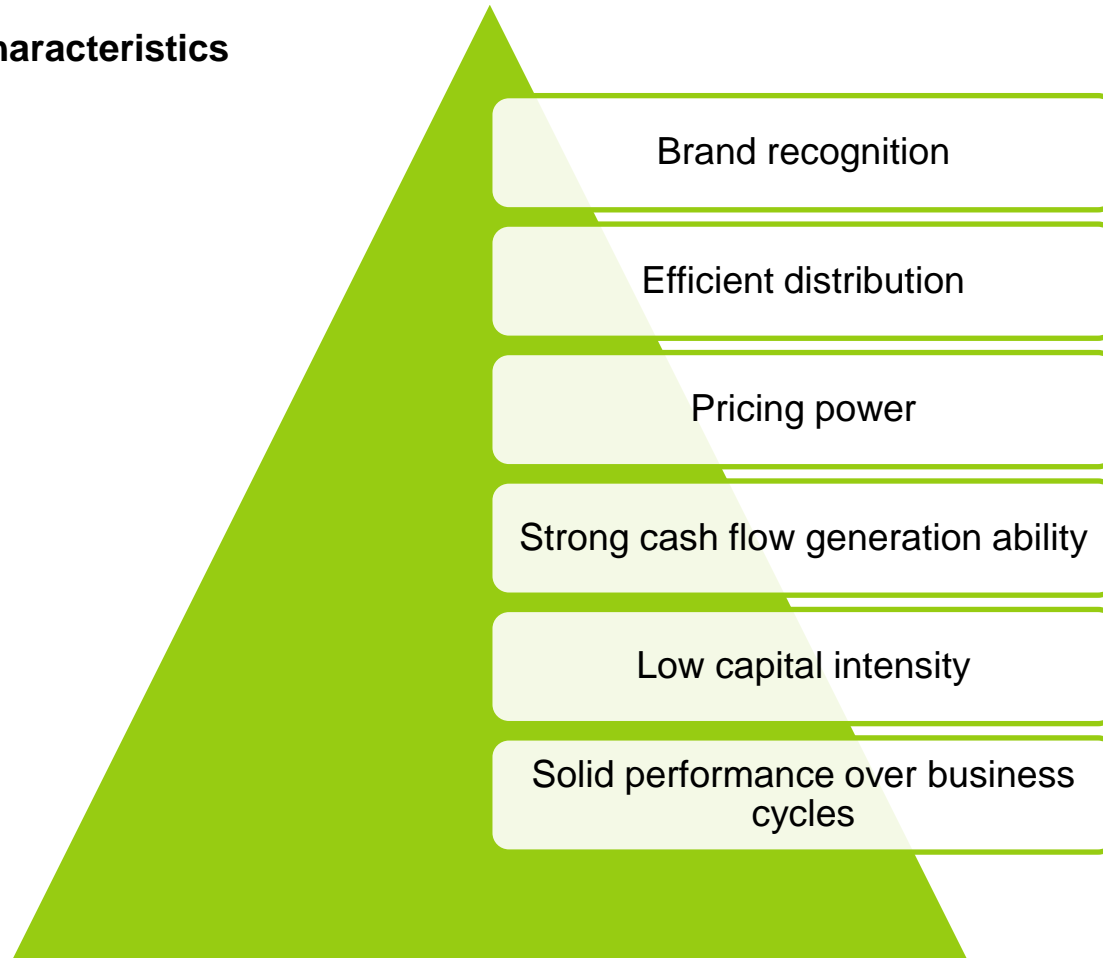 haracteristics
Brand recognition
Efficient distribution
Pricing power
Strong cash flow generation ability
Low capital intensity
Solid performance over business
cycles